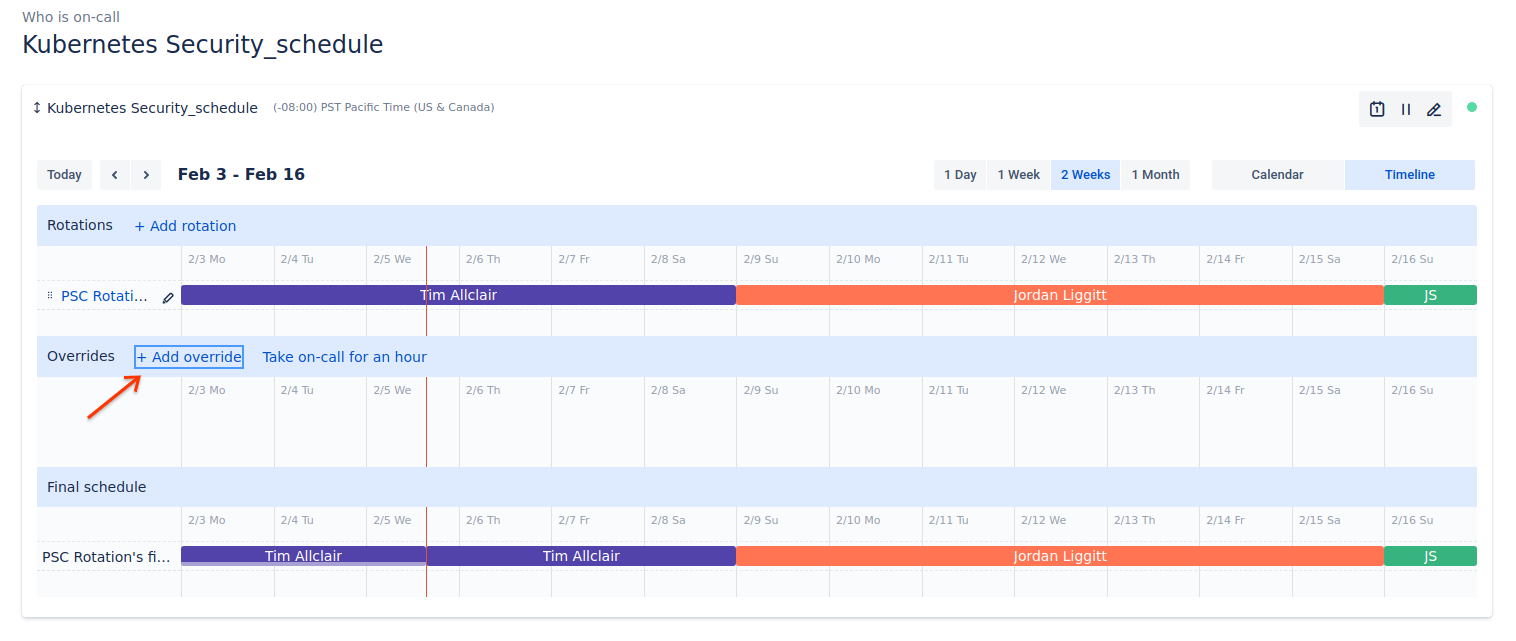 Who is on-call
Kubernetes Security_schedule
Kubernetes Security_schedule (-08:00) PST Pacific Time (US & Canada)
Today Feb 3 - Feb 16 1 Day 1 Week 2 Weeks 1 Month Calendar Timeline
Rotations + Add rotation
2/3 Mo 2/4 Tu 2/5 We 2/6 Th 2/7 Fr 2/8 Sa 2/9 Su 2/10 Mo 2/11 Tu 2/12 We 2/13 Th 2/14 Fr 2/15 Sa 2/16 Su
PSC Rotati... Tim Allclair Jordan Liggitt JS
Overrides + Add override Take on-call for an hour
2/3 Mo 2/4 Tu 2/5 We 2/6 Th 2/7 Fr 2/8 Sa 2/9 Su 2/10 Mo 2/11 Tu 2/12 We 2/13 Th 2/14 Fr 2/15 Sa 2/16 Su
Final schedule
2/3 Mo 2/4 Tu 2/5 We 2/6 Th 2/7 Fr 2/8 Sa 2/9 Su 2/10 Mo 2/11 Tu 2/12 We 2/13 Th 2/14 Fr 2/15 Sa 2/16 Su
PSC Rotation's fi... Tim Allclair Tim Allclair Jordan Liggitt JS